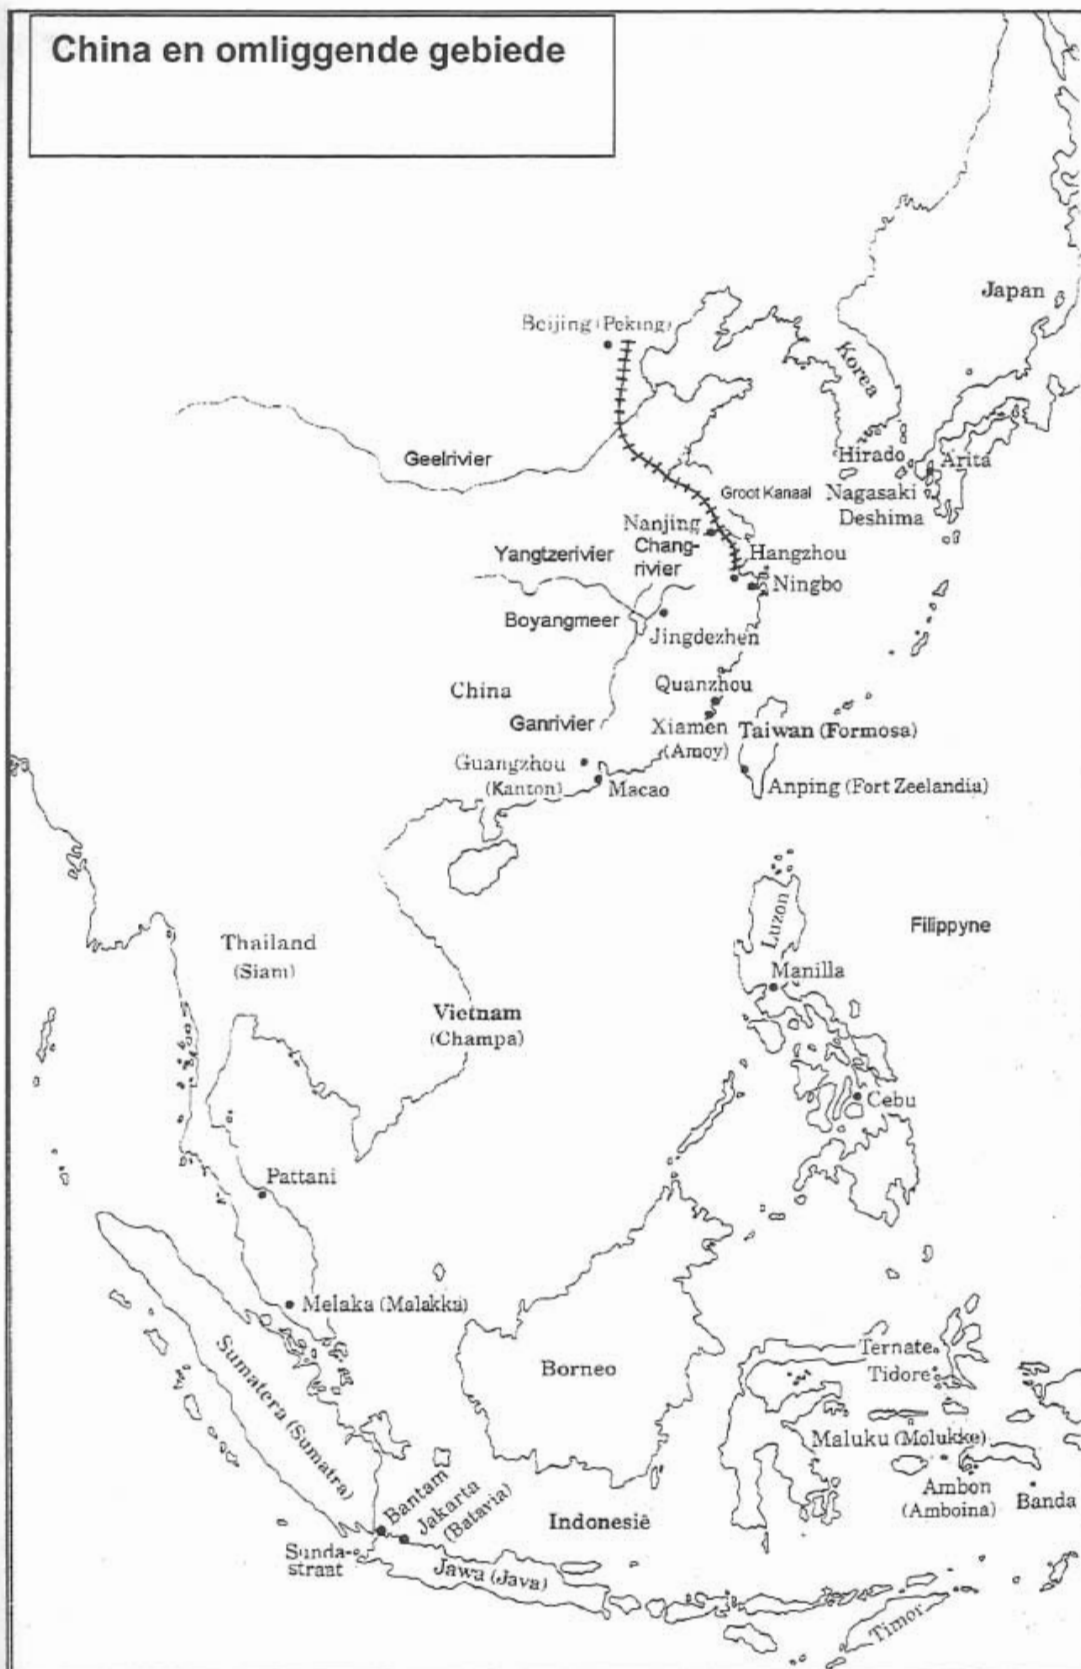 China en omliggende gebiede
Japan
Beijing (Peking)
Korea
Geelrivier
Hirado
Arita
Groot Kanaal
Nagasaki
Deshima
Nanjing
Chang-
rivier
Yangtzerivier
Hangzhou
Ningbo
Boyangmeer
Jingdezhen
China
Quanzhou
Ganrivier
Xiamen
(Amoy)
Taiwan (Formosa)
Guangzhou
(Kanton)
Macao
Anping (Fort Zeelandia)
Luzon
Filippyne
Thailand
(Siam)
Manilla
Vietnam
(Champa)
Cebu
Pattani
Melaka (Malakka)
Sumatera (Sumatra)
Borneo
Ternate
Tidore
Maluku (Molukke)
Ambon
(Amboina)
Banda
Bantam
Jakarta
(Batavia)
Indonesië
Sunda-
straat
Jawa (Java)
Timor